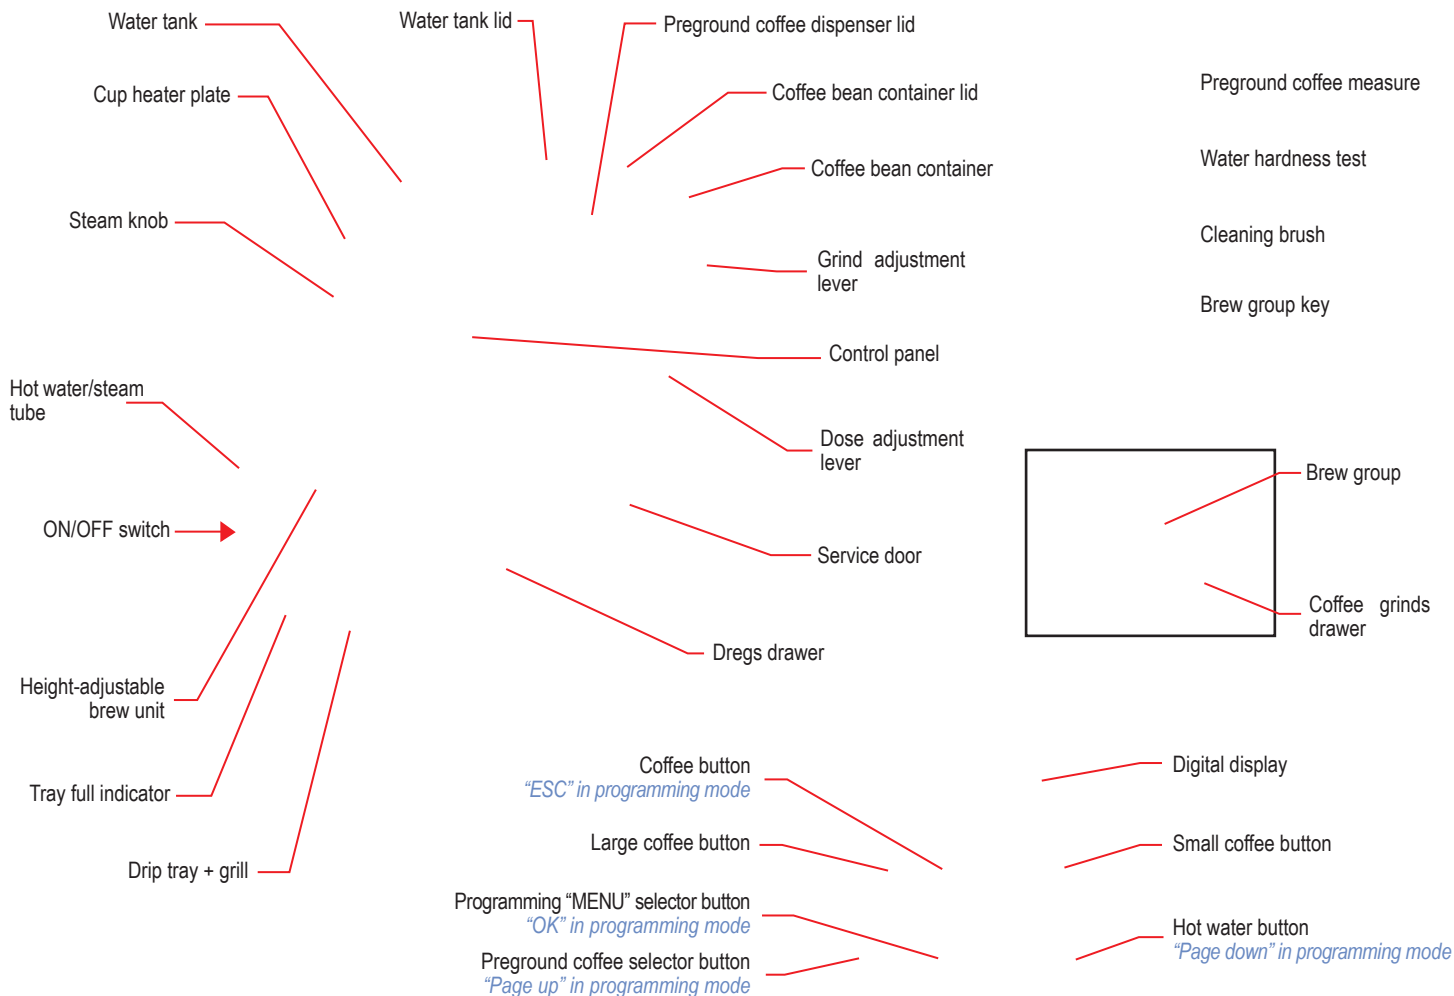 Water tank
Water tank lid
Preground coffee dispenser lid
Cup heater plate
Coffee bean container lid
Preground coffee measure
Coffee bean container
Water hardness test
Steam knob
Cleaning brush
Grind adjustment
lever
Brew group key
Control panel
Hot water/steam
tube
Dose adjustment
lever
Brew group
ON/OFF switch
Service door
Coffee grinds
drawer
Dregs drawer
Height-adjustable
brew unit
Tray full indicator
Drip tray + grill
Coffee button
“ESC” in programming mode
Large coffee button
Programming “MENU” selector button
“OK” in programming mode
Preground coffee selector button
“Page up” in programming mode
Digital display
Small coffee button
Hot water button
“Page down” in programming mode